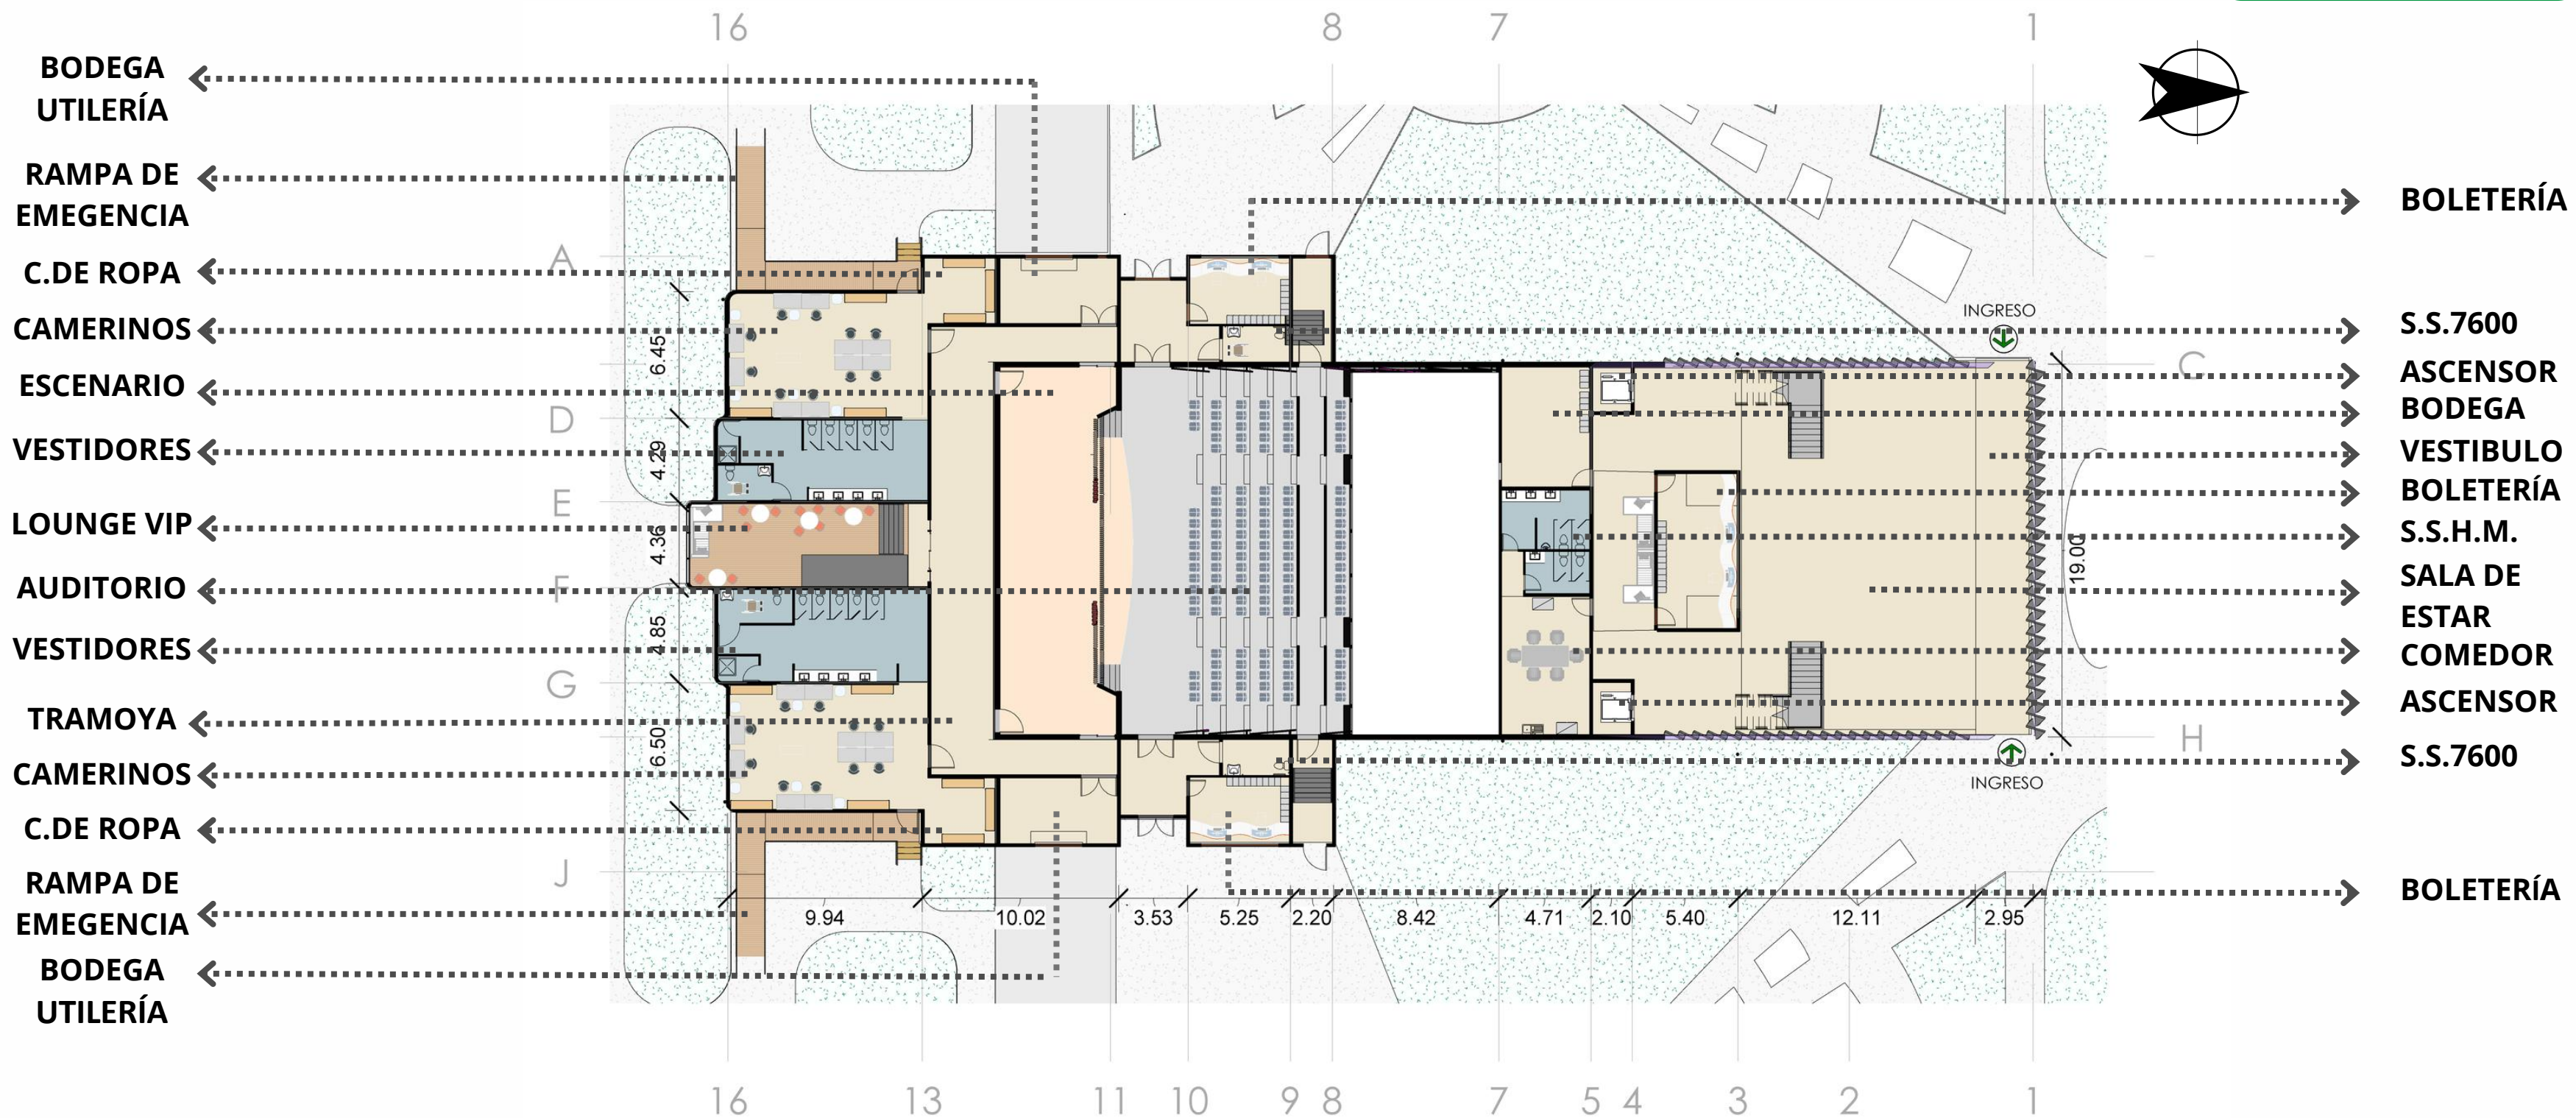 16
8
7
1
BODEGA
UTILERÍA
RAMPA DE
EMEGENCIA
C.DE ROPA
CAMERINOS
ESCENARIO
VESTIDORES
LOUNGE VIP
AUDITORIO
VESTIDORES
TRAMOYA
CAMERINOS
C.DE ROPA
RAMPA DE
EMEGENCIA
BODEGA
UTILERÍA
A
D
E
F
G
J
6.45
4.29
4.36
4.85
6.50
INGRESO
INGRESO
C
H
19.00
BOLETERÍA
S.S.7600
ASCENSOR
BODEGA
VESTIBULO
BOLETERÍA
S.S.H.M.
SALA DE
ESTAR
COMEDOR
ASCENSOR
S.S.7600
BOLETERÍA
9.94
10.02
3.53
5.25
2.20
8.42
4.71
2.10
5.40
12.11
2.95
16
13
11
10
9
8
7
5
4
3
2
1